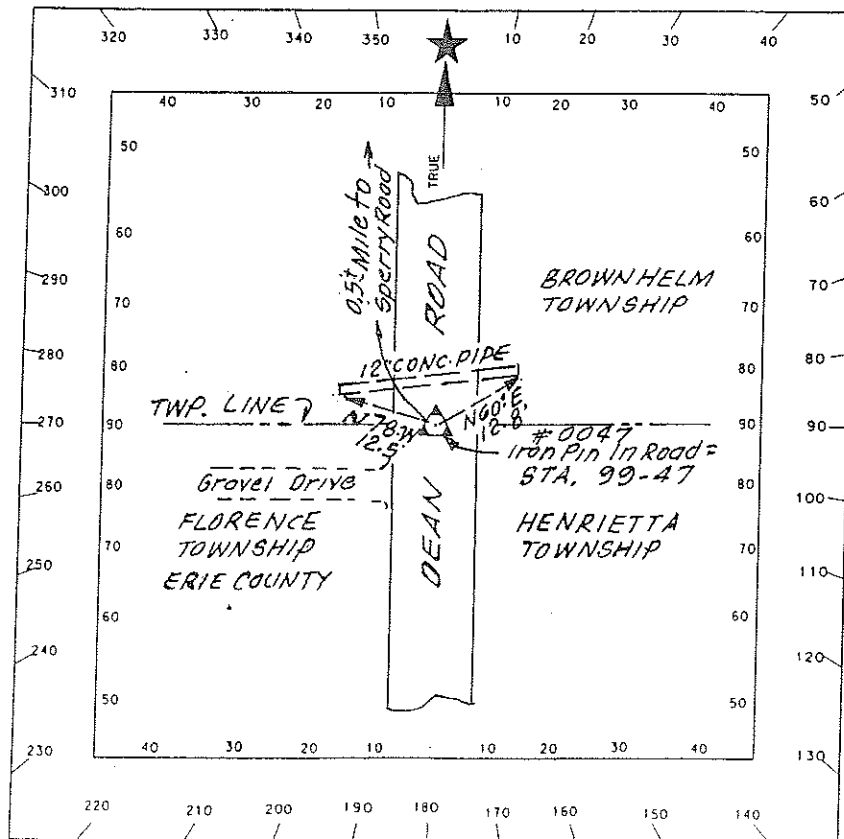 320 330 340 350 10 20 30 40
310
300
290
280
270
260
250
240
230
50
60
70
80
90
100
110
120
130
220 210 200 190 180 170 160 150 140
40 30 20 10 10 20 30 40
50
60
70
80
90
80
70
60
50
50
60
70
80
90
80
70
60
50
40 30 20 10 10 20 30 40
TRUE
0.5± Mile to
Sperry Road
DEAN ROAD
BROWNHELM
TOWNSHIP
12" CONC. PIPE
TWP. LINE
N 78° W
12.5'
N 60° E,
12.8'
# 0047
Iron Pin In Road =
STA. 99-47
Gravel Drive
FLORENCE
TOWNSHIP
ERIE COUNTY
HENRIETTA
TOWNSHIP